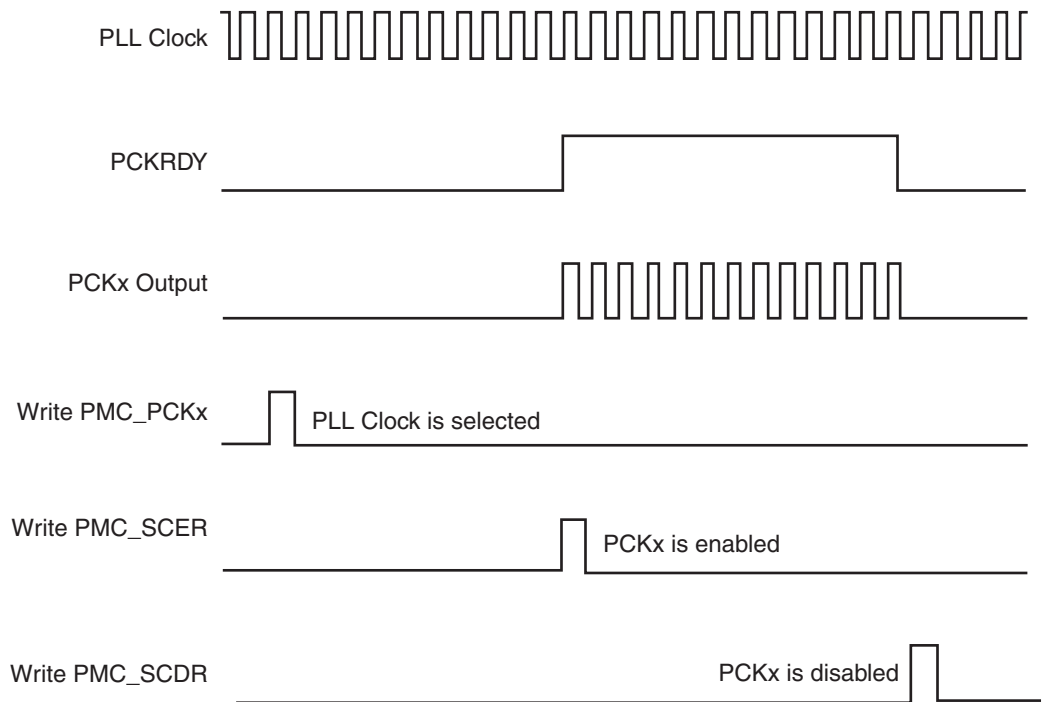 PLL Clock
PCKRDY
PCKx Output
Write PMC_PCKx
PLL Clock is selected
Write PMC_SCER
PCKx is enabled
Write PMC_SCDR
PCKx is disabled